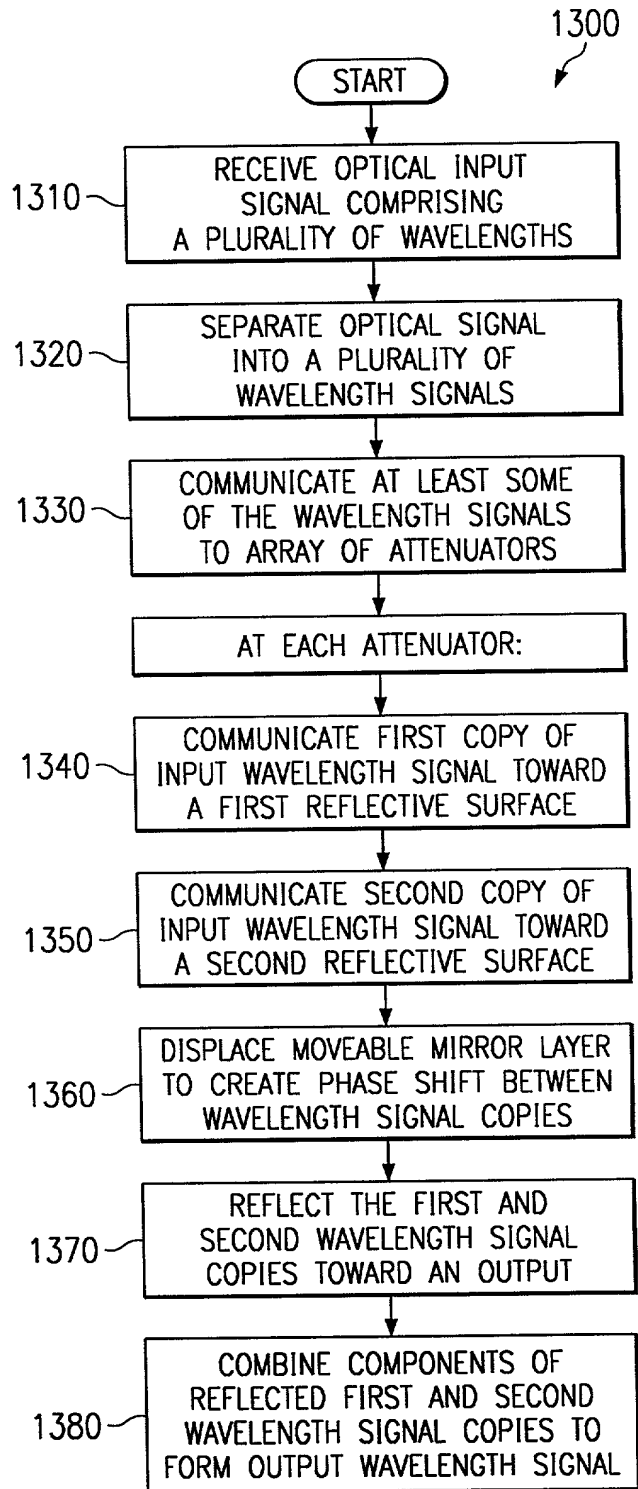 1300
START
1310
RECEIVE OPTICAL INPUT
SIGNAL COMPRISING
A PLURALITY OF WAVELENGTHS
1320
SEPARATE OPTICAL SIGNAL
INTO A PLURALITY OF
WAVELENGTH SIGNALS
1330
COMMUNICATE AT LEAST SOME
OF THE WAVELENGTH SIGNALS
TO ARRAY OF ATTENUATORS
AT EACH ATTENUATOR:
1340
COMMUNICATE FIRST COPY OF
INPUT WAVELENGTH SIGNAL TOWARD
A FIRST REFLECTIVE SURFACE
1350
COMMUNICATE SECOND COPY OF
INPUT WAVELENGTH SIGNAL TOWARD
A SECOND REFLECTIVE SURFACE
1360
DISPLACE MOVEABLE MIRROR LAYER
TO CREATE PHASE SHIFT BETWEEN
WAVELENGTH SIGNAL COPIES
1370
REFLECT THE FIRST AND
SECOND WAVELENGTH SIGNAL
COPIES TOWARD AN OUTPUT
1380
COMBINE COMPONENTS OF
REFLECTED FIRST AND SECOND
WAVELENGTH SIGNAL COPIES TO
FORM OUTPUT WAVELENGTH SIGNAL